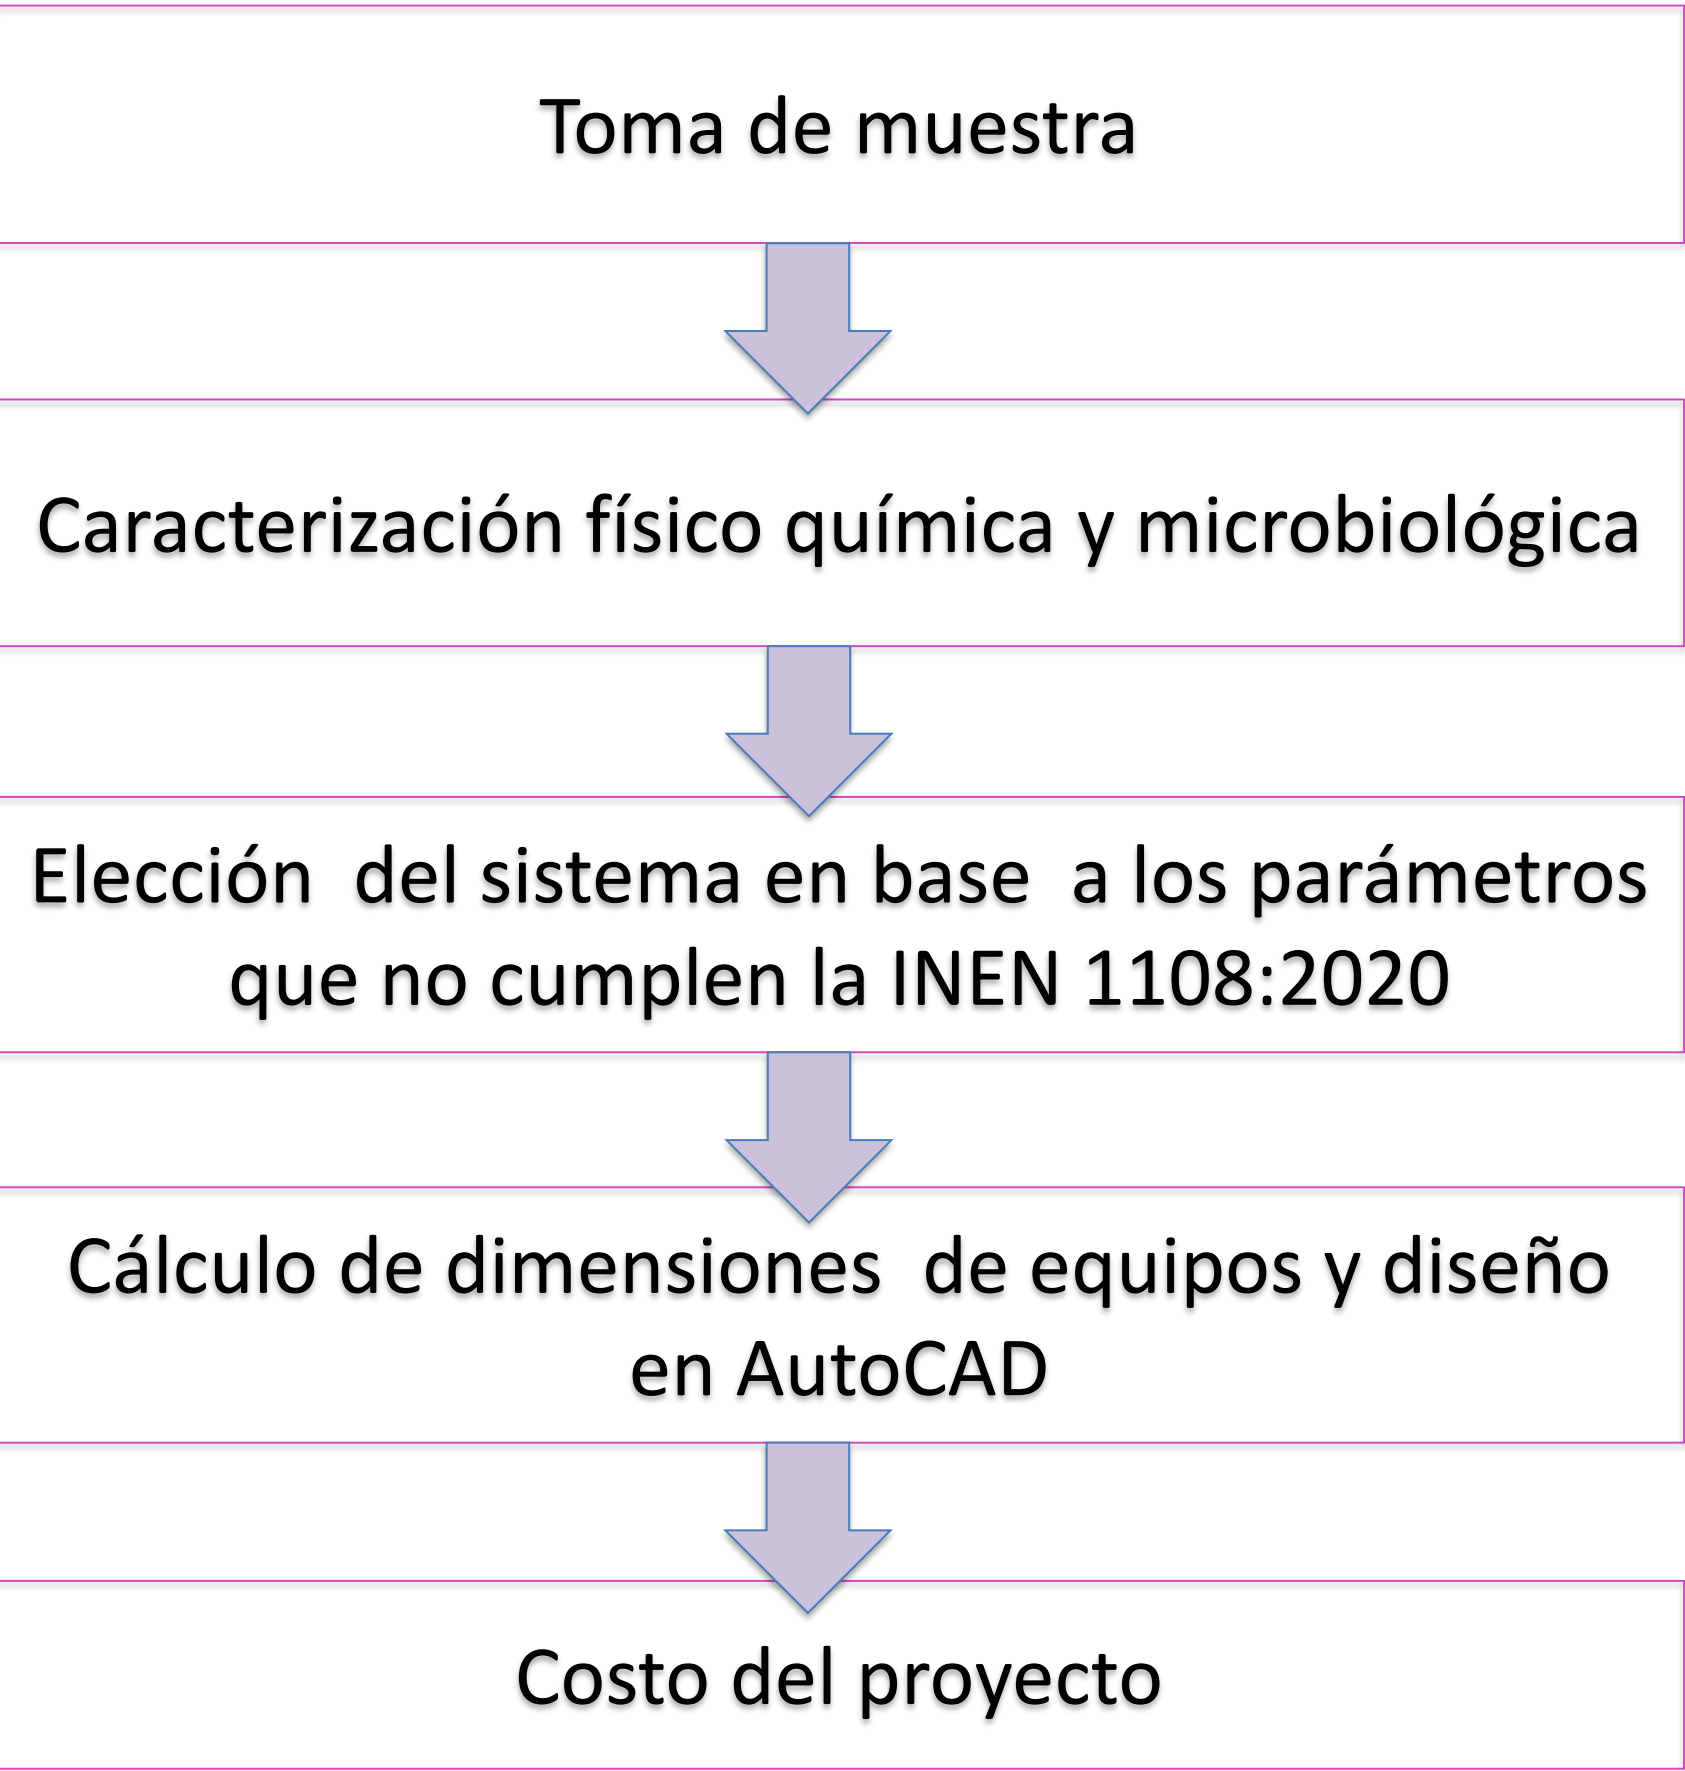 Toma de muestra
Caracterización físico química y microbiológica
Elección  del sistema en base  a los parámetros
que no cumplen la INEN 1108:2020
Cálculo de dimensiones  de equipos y diseño
en AutoCAD
Costo del proyecto